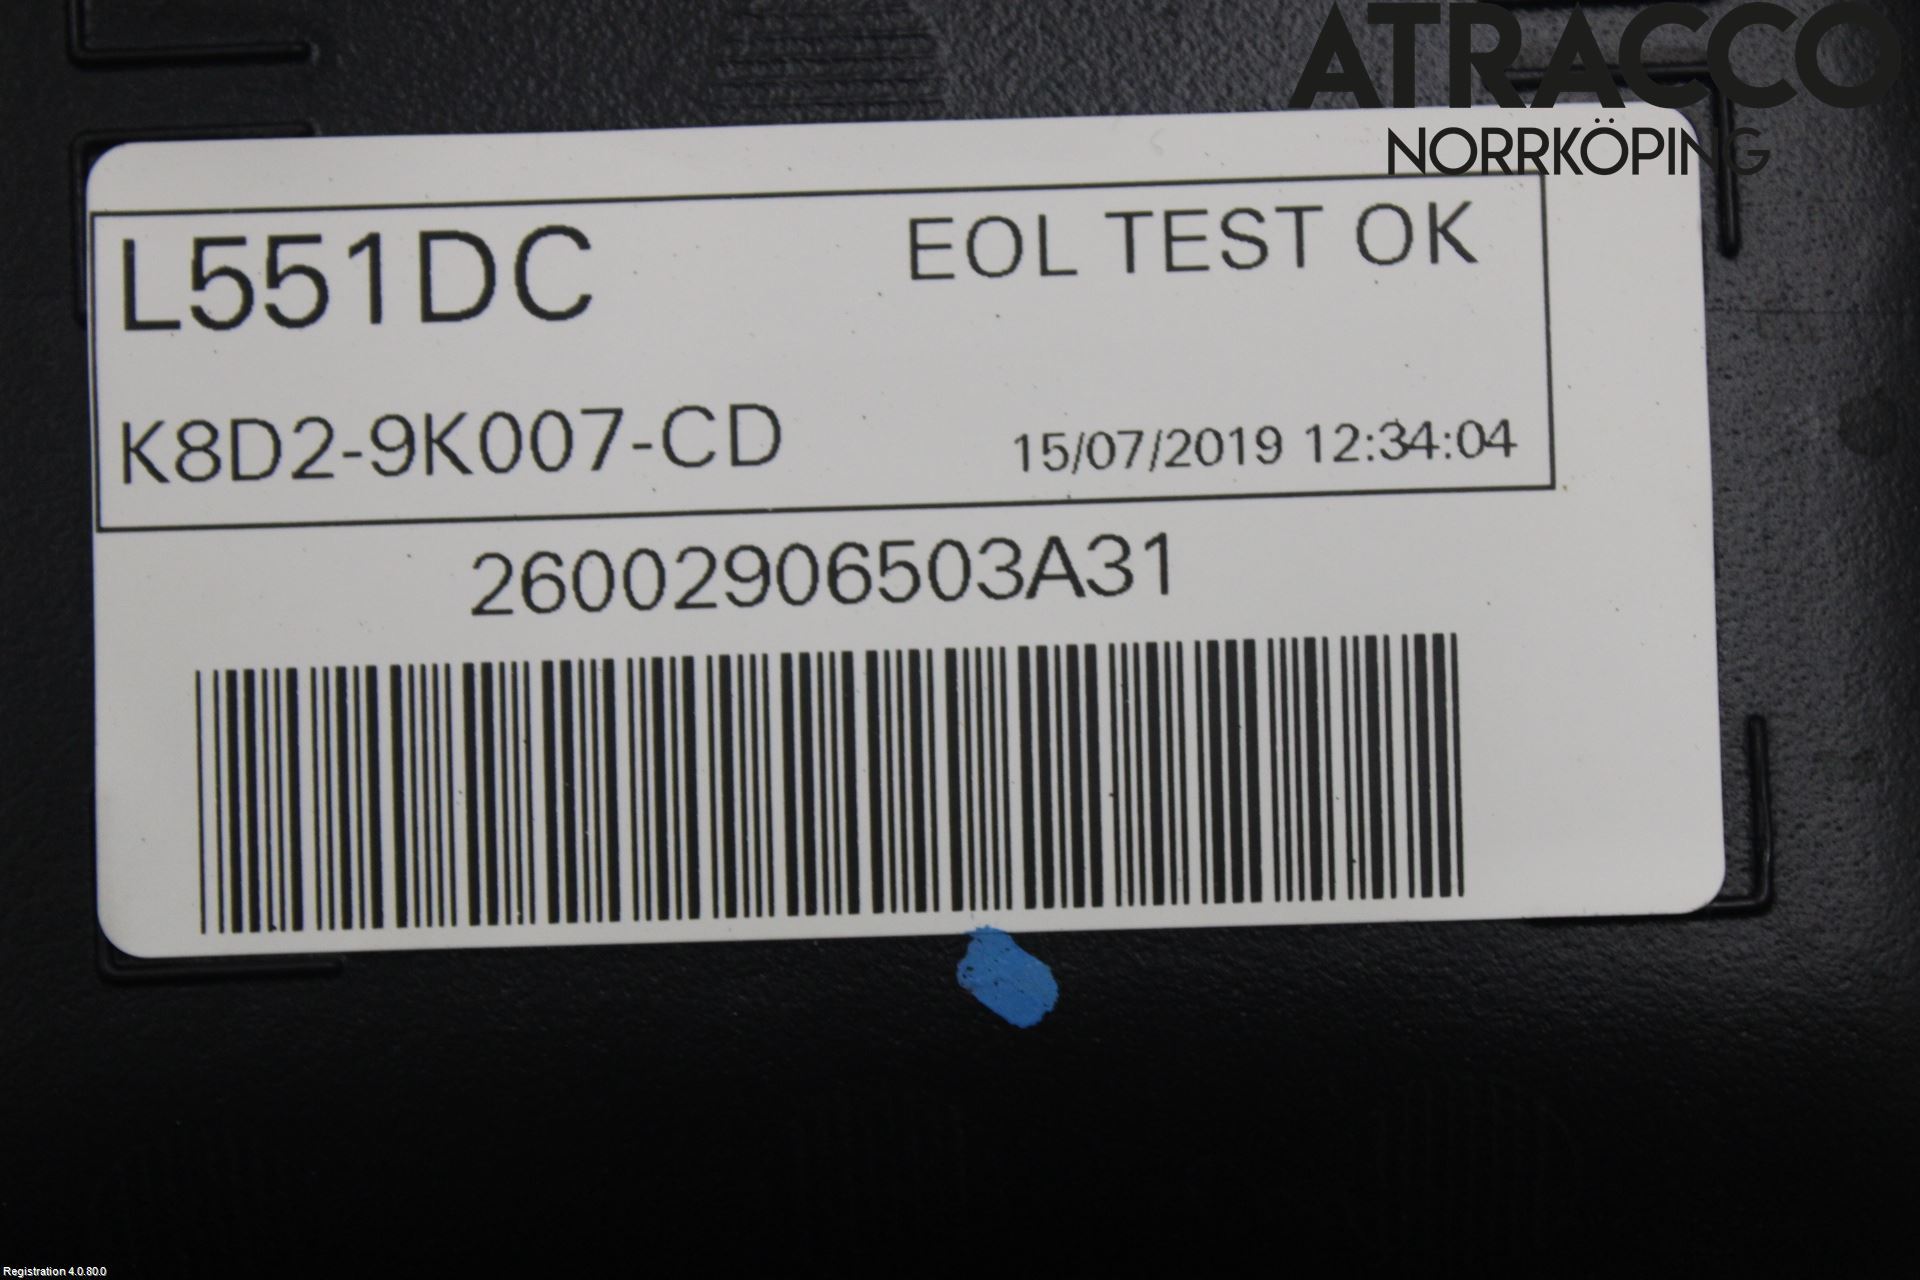 ATRACCO
NORRKÖPING
L551DC
EOL TEST OK
K8D2-9K007-CD
15/07/2019 12:34:04
26002906503A31
Registration 4.0.80.0